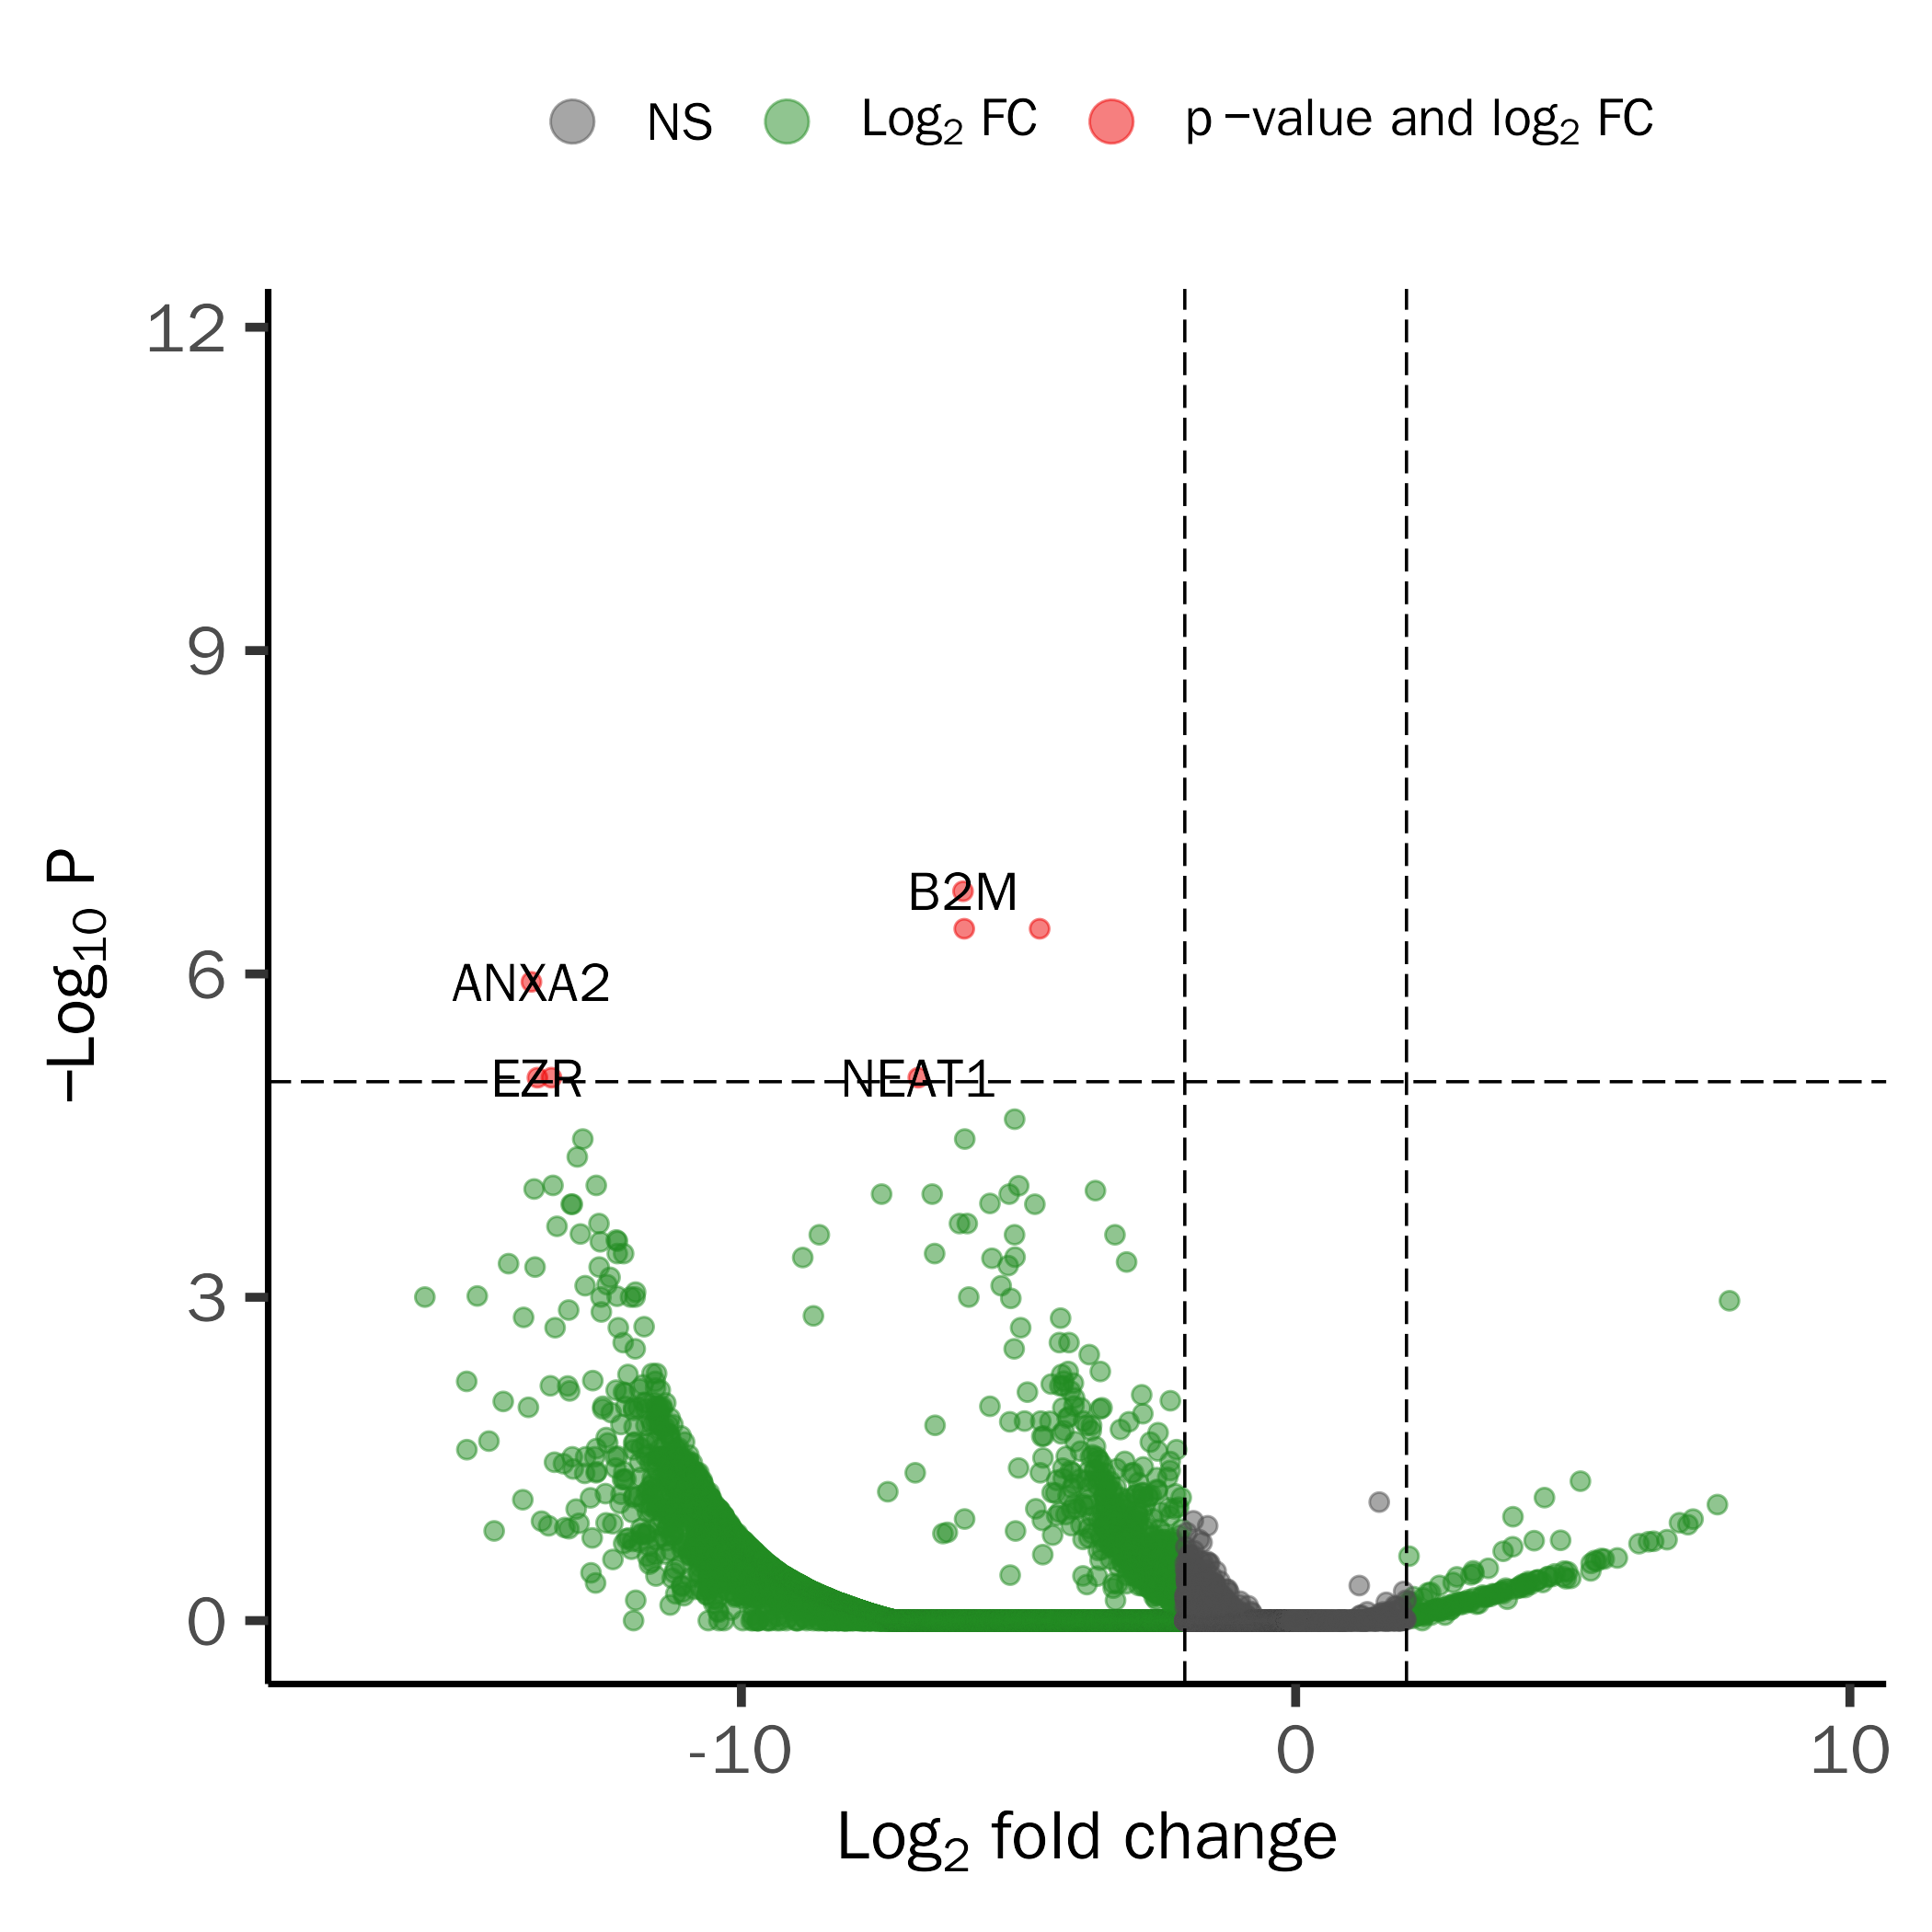 NS Log₂ FC p −value and log₂ FC
12
9
6
3
0
−Log₁₀ P
B2M
ANXA2
EZR NEAT1
-10 0 10
Log₂ fold change